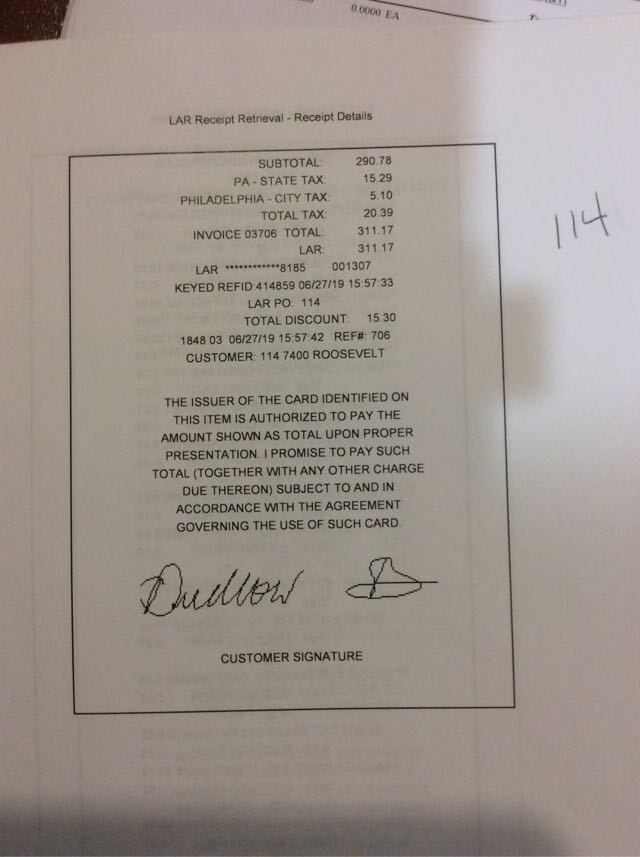 0.0000 EA
LAR Receipt Retrieval - Receipt Details
SUBTOTAL: 290.78
PA - STATE TAX: 15.29
PHILADELPHIA - CITY TAX: 5.10
TOTAL TAX: 20.39
INVOICE 03706 TOTAL: 311.17
LAR: 311.17
LAR ************8185 001307
KEYED REFID:414859 06/27/19 15:57:33
LAR PO: 114
TOTAL DISCOUNT: 15.30
1848 03 06/27/19 15:57:42 REF#: 706
CUSTOMER: 114 7400 ROOSEVELT
114
THE ISSUER OF THE CARD IDENTIFIED ON
THIS ITEM IS AUTHORIZED TO PAY THE
AMOUNT SHOWN AS TOTAL UPON PROPER
PRESENTATION. I PROMISE TO PAY SUCH
TOTAL (TOGETHER WITH ANY OTHER CHARGE
DUE THEREON) SUBJECT TO AND IN
ACCORDANCE WITH THE AGREEMENT
GOVERNING THE USE OF SUCH CARD.
CUSTOMER SIGNATURE